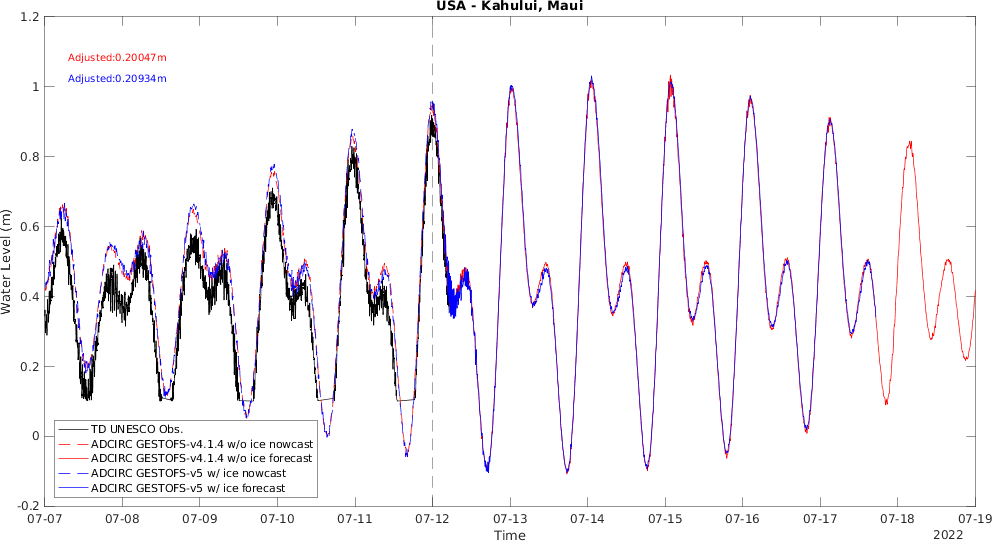 USA - Kahului, Maui
1.2
1
0.8
0.6
0.4
0.2
0
-0.2
Water Level (m)
Adjusted:0.20047m
Adjusted:0.20934m
TD UNESCO Obs.
ADCIRC GESTOFS-v4.1.4 w/o ice nowcast
ADCIRC GESTOFS-v4.1.4 w/o ice forecast
ADCIRC GESTOFS-v5 w/ ice nowcast
ADCIRC GESTOFS-v5 w/ ice forecast
07-07 07-08 07-09 07-10 07-11 07-12 07-13 07-14 07-15 07-16 07-17 07-18 07-19
Time
2022